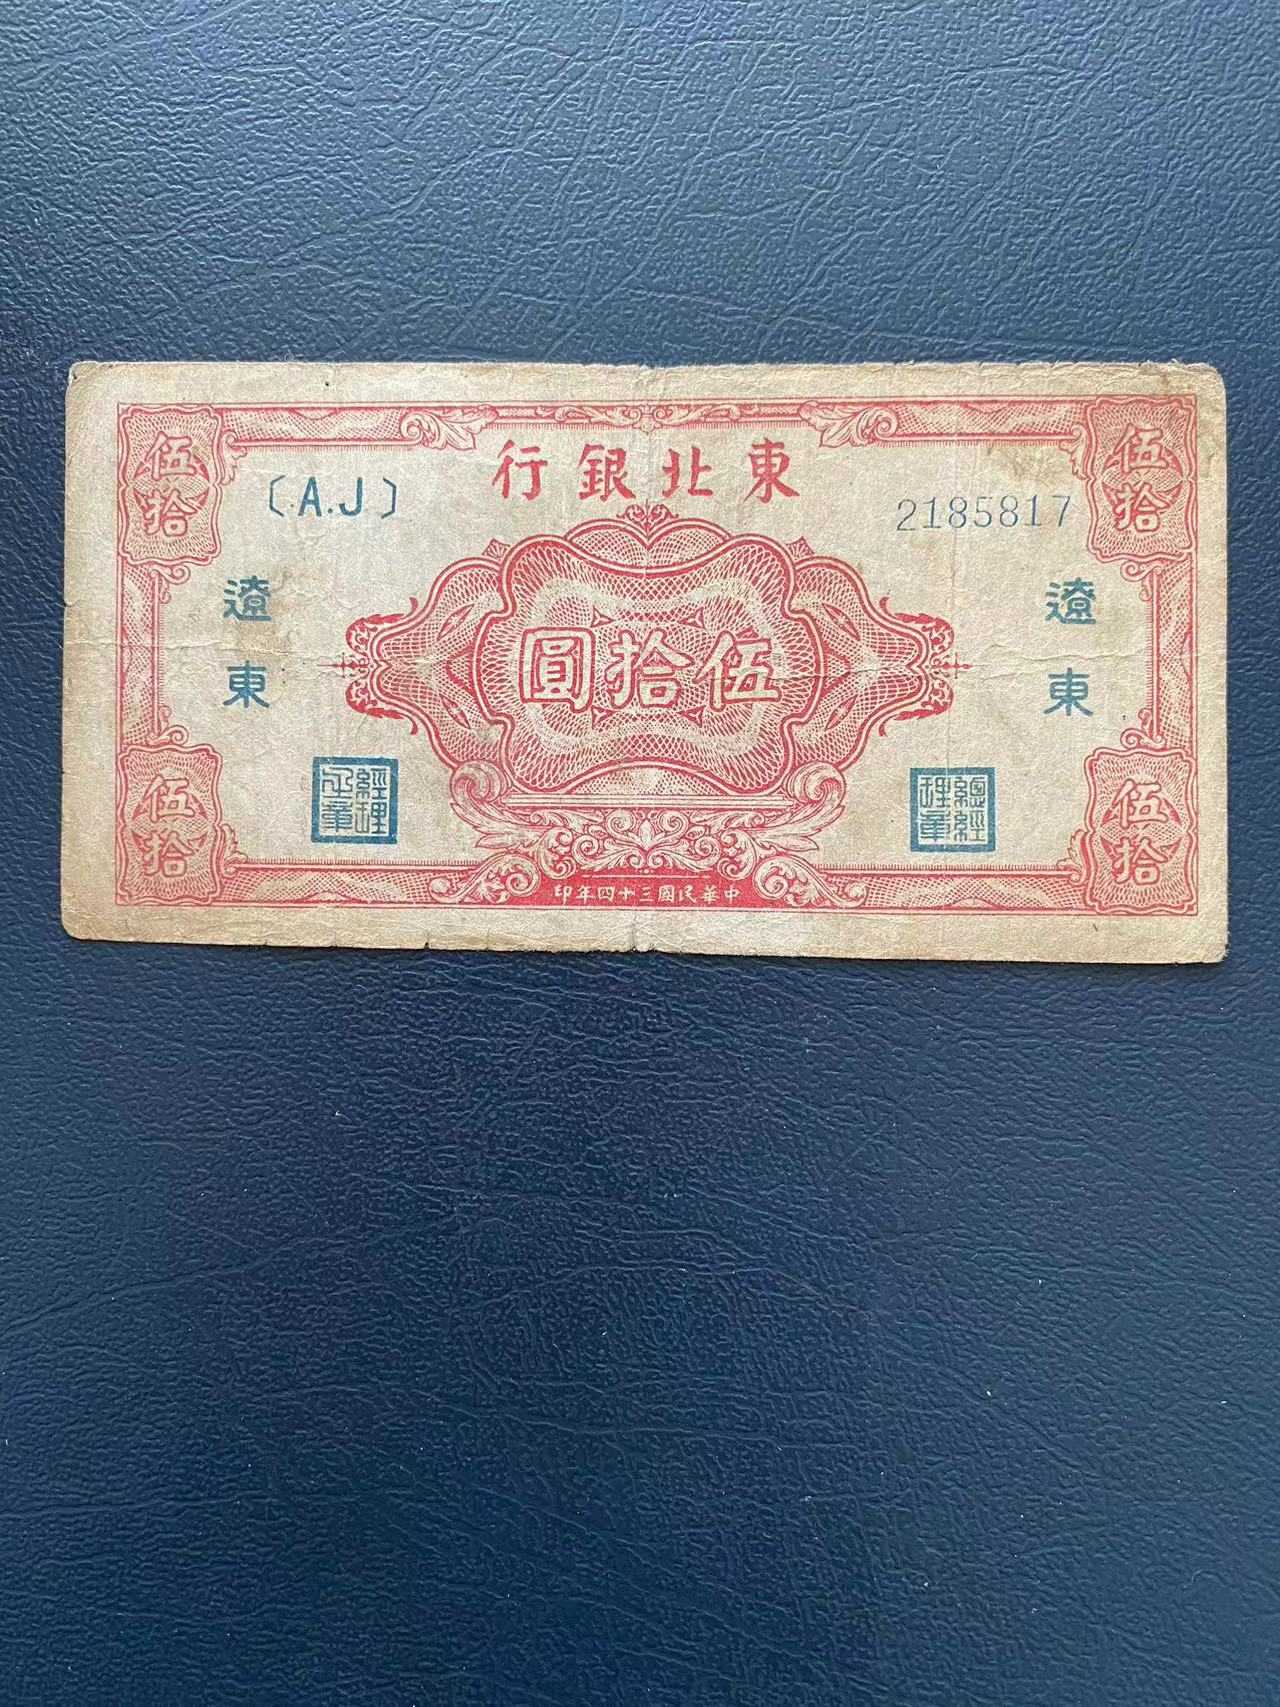 東北銀行
伍拾
伍拾
〔A.J〕
2185817
遼東
遼東
伍拾圓
總經理章
經理之章
伍拾
伍拾
中華民國三十四年印